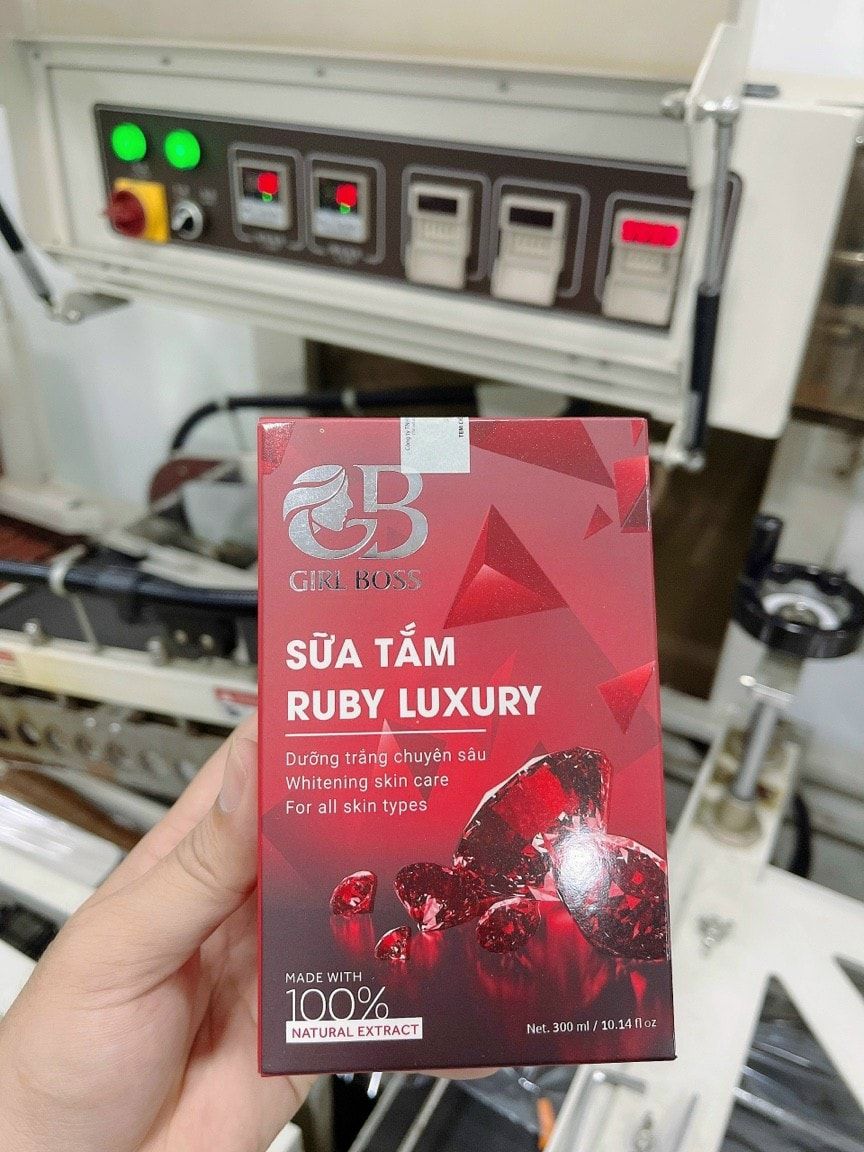 GB
GIRL BOSS
SỮA TẮM
RUBY LUXURY
Dưỡng trắng chuyên sâu
Whitening skin care
For all skin types
MADE WITH
100%
NATURAL EXTRACT
Net. 300 ml / 10.14 fl oz